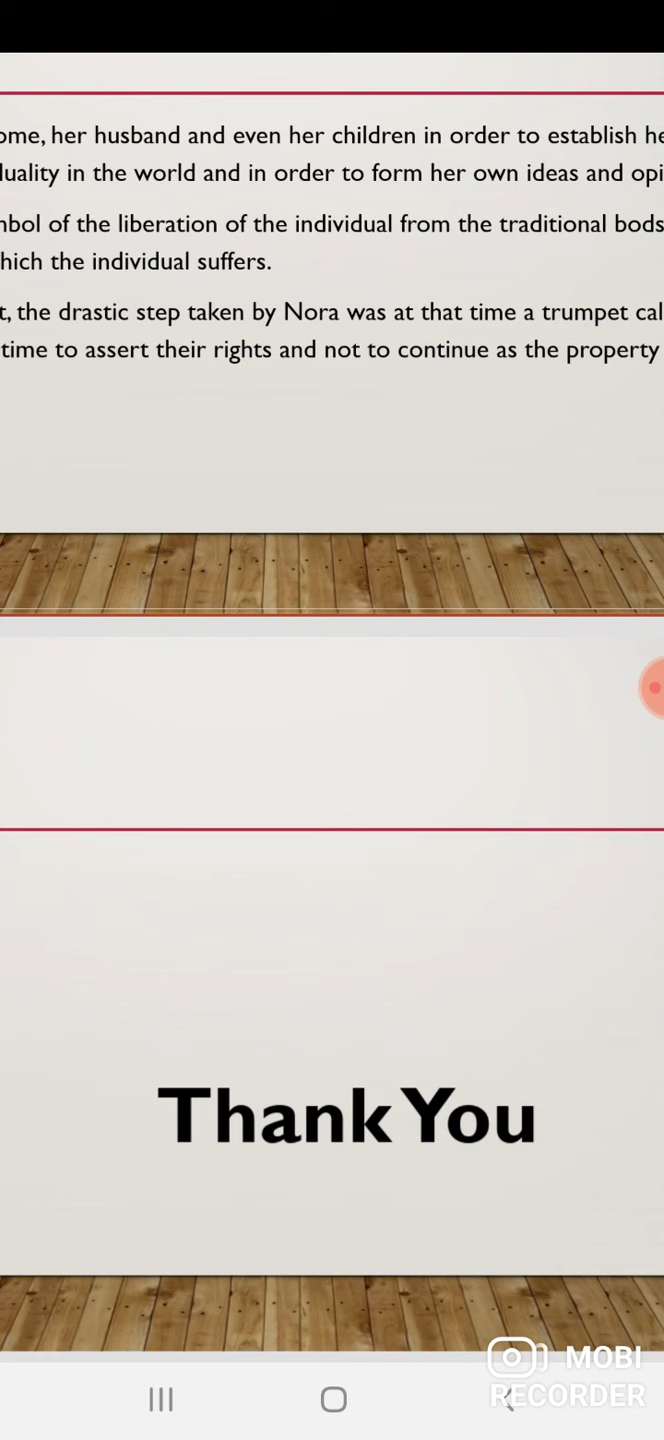 ome, her husband and even her children in order to establish he
luality in the world and in order to form her own ideas and opi
nbol of the liberation of the individual from the traditional bods
hich the individual suffers.
t, the drastic step taken by Nora was at that time a trumpet cal
time to assert their rights and not to continue as the property
Thank You
MOBI
RECORDER